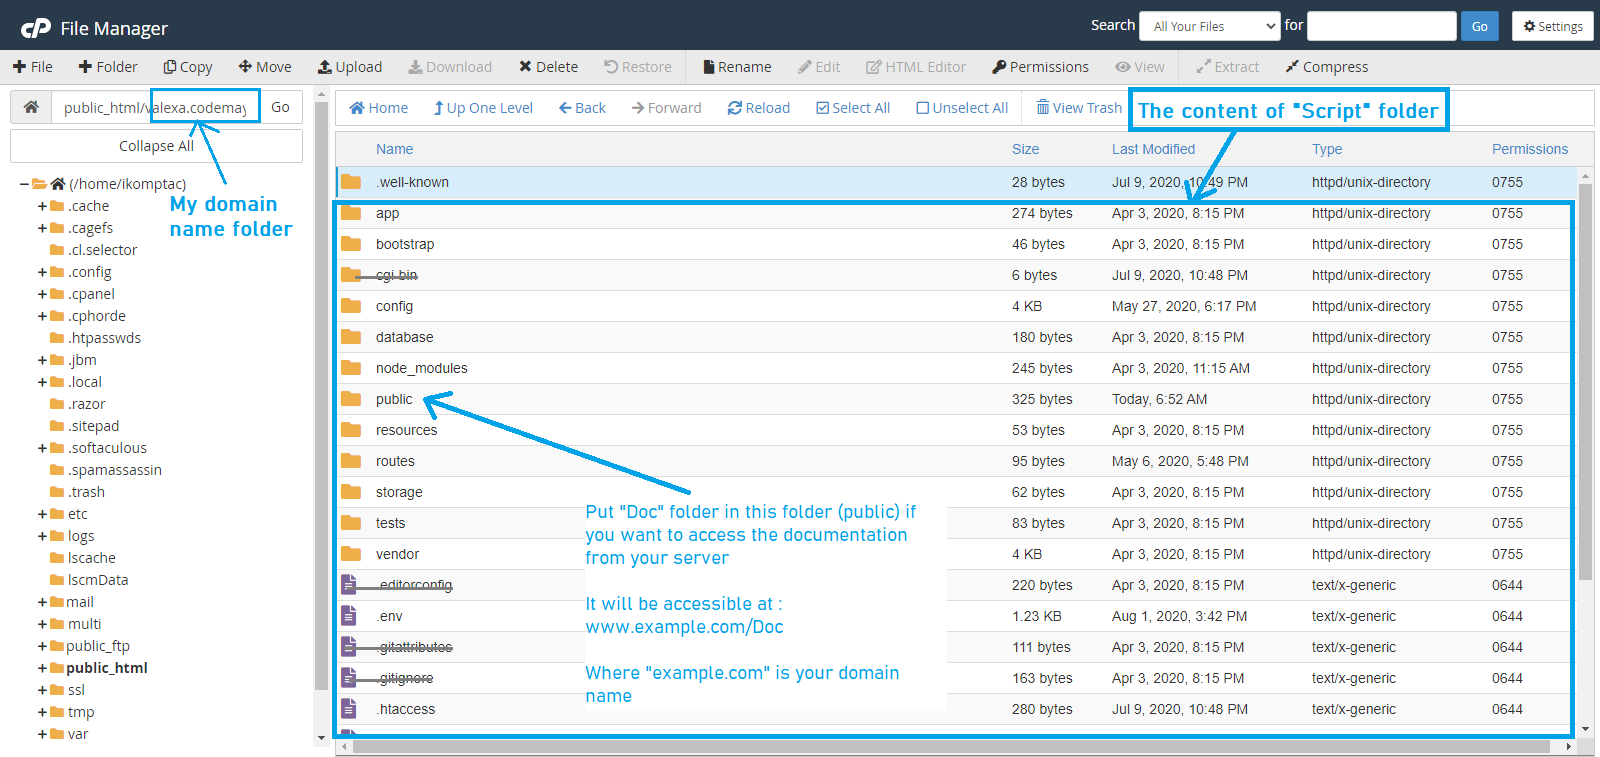 cP File Manager
Search All Your Files for Go Settings
File Folder Copy Move Upload Download Delete Restore Rename Edit HTML Editor Permissions View Extract Compress
public_html/valexa.codemay Go
Home Up One Level Back Forward Reload Select All Unselect All View Trash
The content of "Script" folder
Collapse All
My domain
name folder
(/home/ikomptac)
.cache
.cagefs
.cl.selector
.config
.cpanel
.cphorde
.htpasswds
.jbm
.local
.razor
.sitepad
.softaculous
.spamassassin
.trash
etc
logs
lscache
lscmData
mail
multi
public_ftp
public_html
ssl
tmp
var
Name Size Last Modified Type Permissions
.well-known 28 bytes Jul 9, 2020, 10:49 PM httpd/unix-directory 0755
app 274 bytes Apr 3, 2020, 8:15 PM httpd/unix-directory 0755
bootstrap 46 bytes Apr 3, 2020, 8:15 PM httpd/unix-directory 0755
cgi-bin 6 bytes Jul 9, 2020, 10:48 PM httpd/unix-directory 0755
config 4 KB May 27, 2020, 6:17 PM httpd/unix-directory 0755
database 180 bytes Apr 3, 2020, 8:15 PM httpd/unix-directory 0755
node_modules 245 bytes Apr 3, 2020, 11:15 AM httpd/unix-directory 0755
public 325 bytes Today, 6:52 AM httpd/unix-directory 0755
resources 53 bytes Apr 3, 2020, 8:15 PM httpd/unix-directory 0755
routes 95 bytes May 6, 2020, 5:48 PM httpd/unix-directory 0755
storage 62 bytes Apr 3, 2020, 8:15 PM httpd/unix-directory 0755
tests 83 bytes Apr 3, 2020, 8:15 PM httpd/unix-directory 0755
vendor 4 KB Apr 3, 2020, 8:15 PM httpd/unix-directory 0755
.editorconfig 220 bytes Apr 3, 2020, 8:15 PM text/x-generic 0644
.env 1.23 KB Aug 1, 2020, 3:42 PM text/x-generic 0644
.gitattributes 111 bytes Apr 3, 2020, 8:15 PM text/x-generic 0644
.gitignore 163 bytes Apr 3, 2020, 8:15 PM text/x-generic 0644
.htaccess 280 bytes Jul 9, 2020, 10:48 PM text/x-generic 0644
Put "Doc" folder in this folder (public) if
you want to access the documentation
from your server
It will be accessible at :
www.example.com/Doc
Where "example.com" is your domain
name